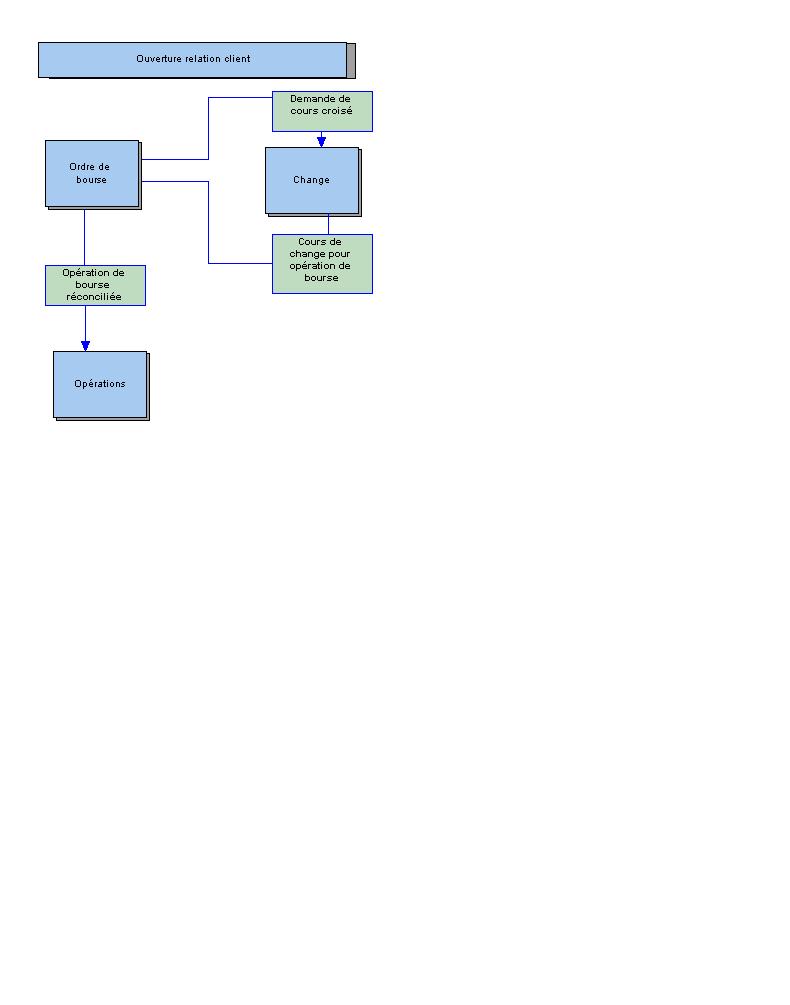 Ouverture relation client
Demande de
cours croisé
Ordre de
bourse
Change
Cours de
change pour
opération de
bourse
Opération de
bourse
réconciliée
Opérations